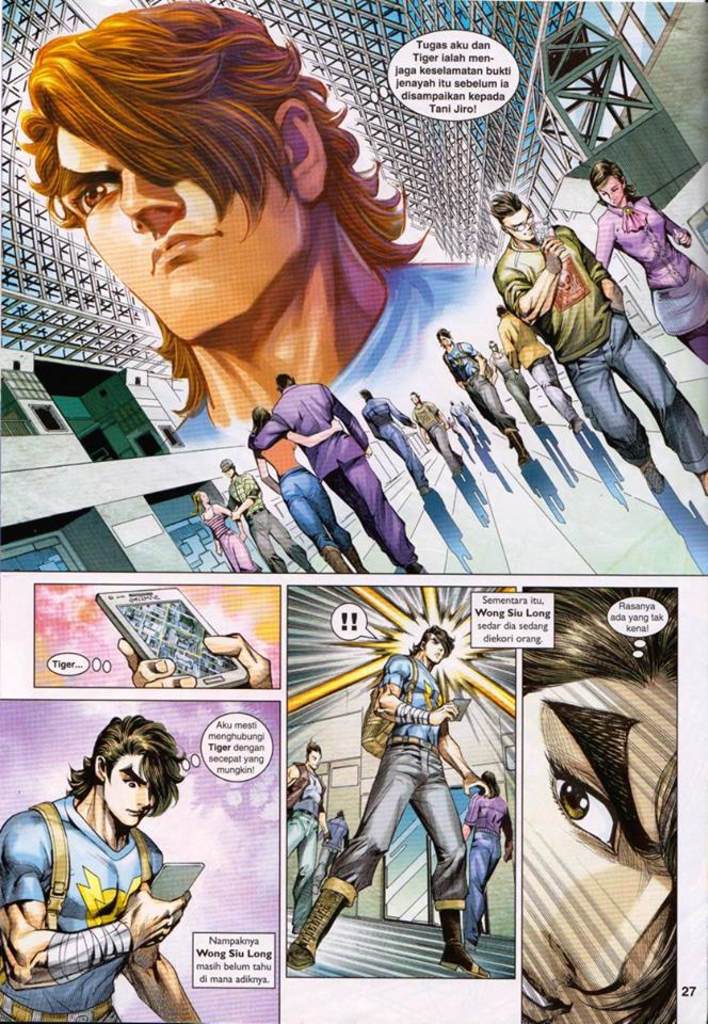 Tugas aku dan
Tiger ialah men-
jaga keselamatan bukti
jenayah itu sebelum ia
disampaikan kepada
Tani Jiro!
Tiger...
Aku mesti
menghubungi
Tiger dengan
secepat yang
mungkin!
Nampaknya
Wong Siu Long
masih belum tahu
di mana adiknya.
!!
Sementara itu,
Wong Siu Long
sedar dia sedang
diekori orang.
Rasanya
ada yang tak
kena!
27